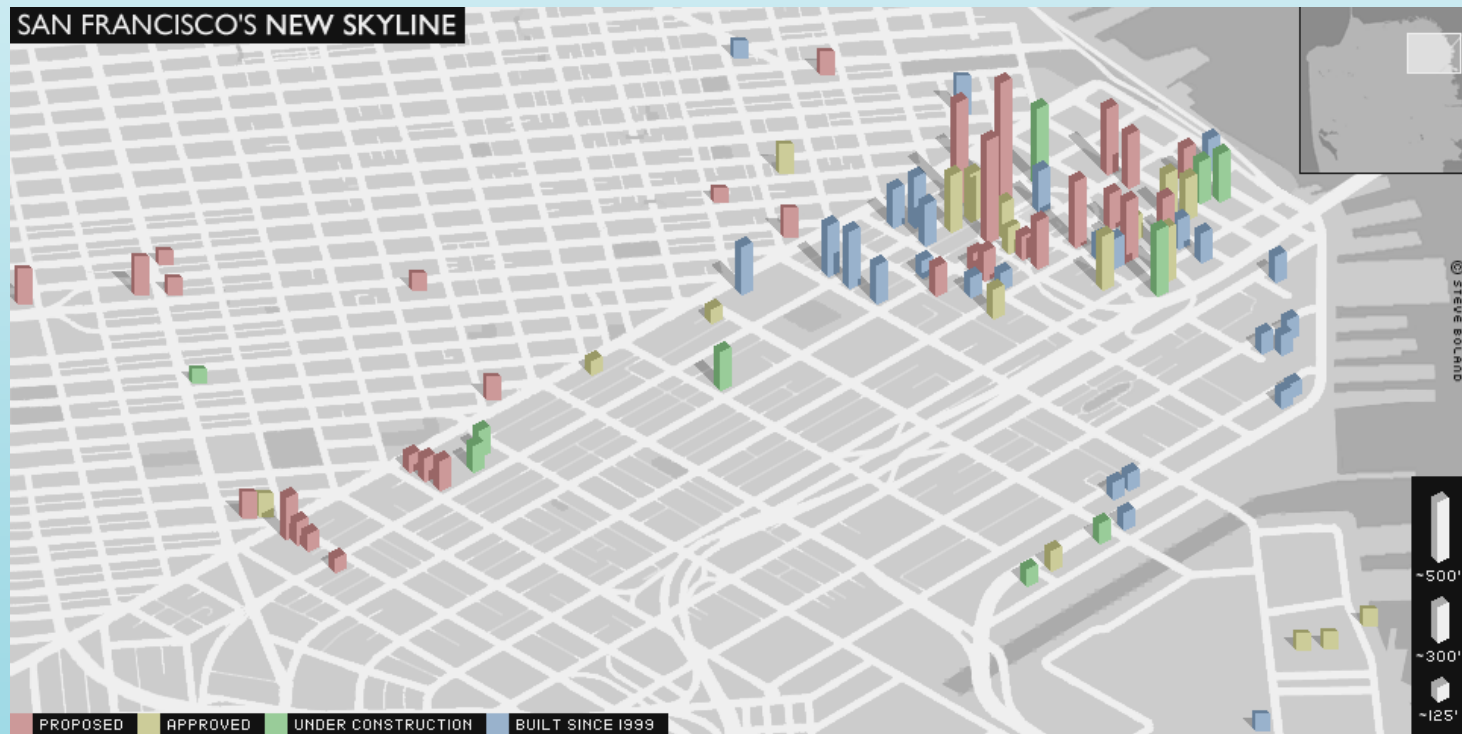 SAN FRANCISCO'S NEW SKYLINE
© STEVE BOLAND
~500'
~300'
~125'
PROPOSED
APPROVED
UNDER CONSTRUCTION
BUILT SINCE 1999